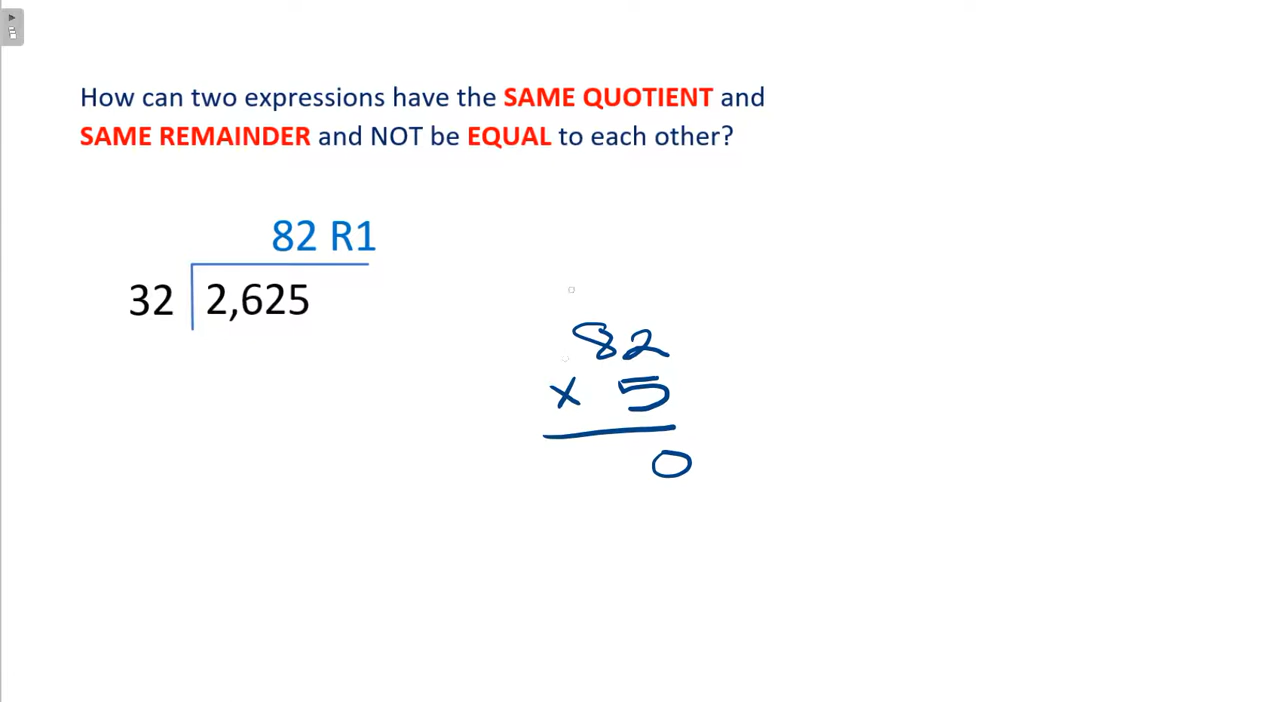 How can two expressions have the SAME QUOTIENT and
SAME REMAINDER and NOT be EQUAL to each other?
82 R1
32 2,625
82
x 5
0